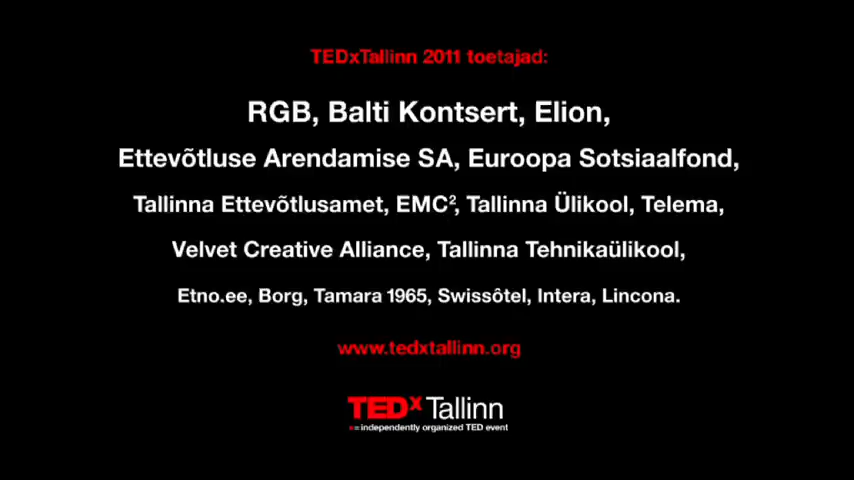 TEDxTallinn 2011 toetajad:
RGB, Balti Kontsert, Elion,
Ettevõtluse Arendamise SA, Euroopa Sotsiaalfond,
Tallinna Ettevõtlusamet, EMC², Tallinna Ülikool, Telema,
Velvet Creative Alliance, Tallinna Tehnikaülikool,
Etno.ee, Borg, Tamara 1965, Swissôtel, Intera, Lincona.
www.tedxtallinn.org
TEDx Tallinn
x = independently organized TED event